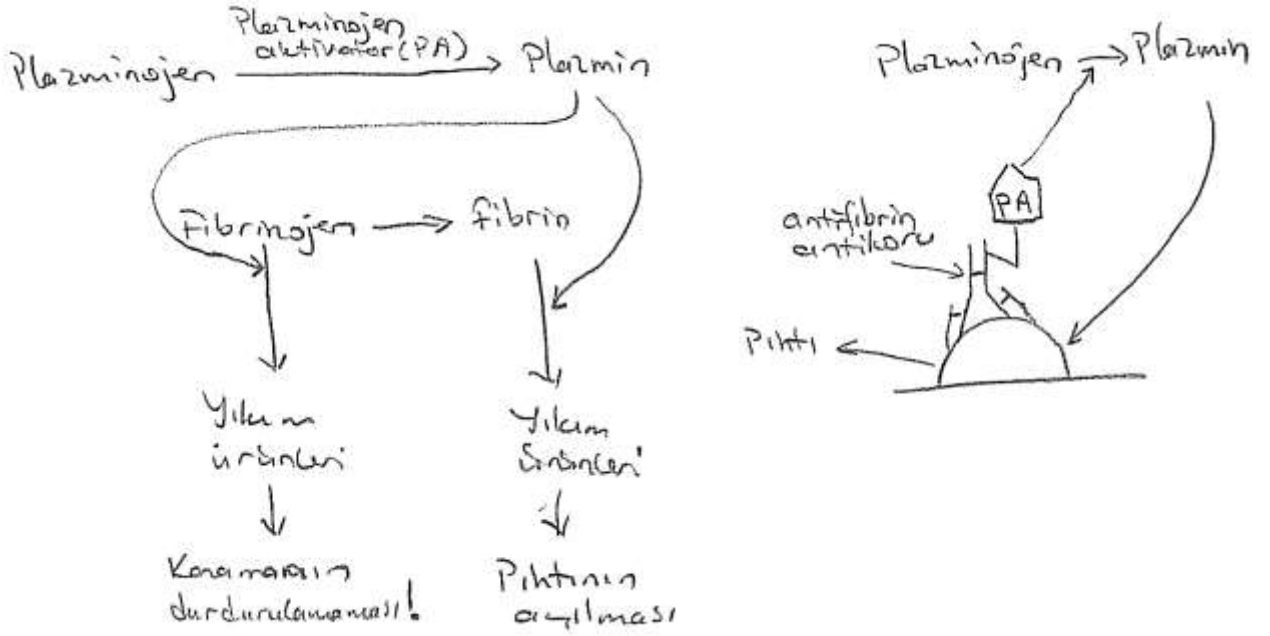 Plazminojen
aktivatör (PA)
Plazminojen
Plazmin
Fibrinojen
fibrin
Yıkım
ürünleri
Yıkım
ürünleri
Kanamanın
durdurulamaması!
Pıhtının
açılması
Plazminojen
Plazmin
PA
antifibrin
antikoru
Pıhtı